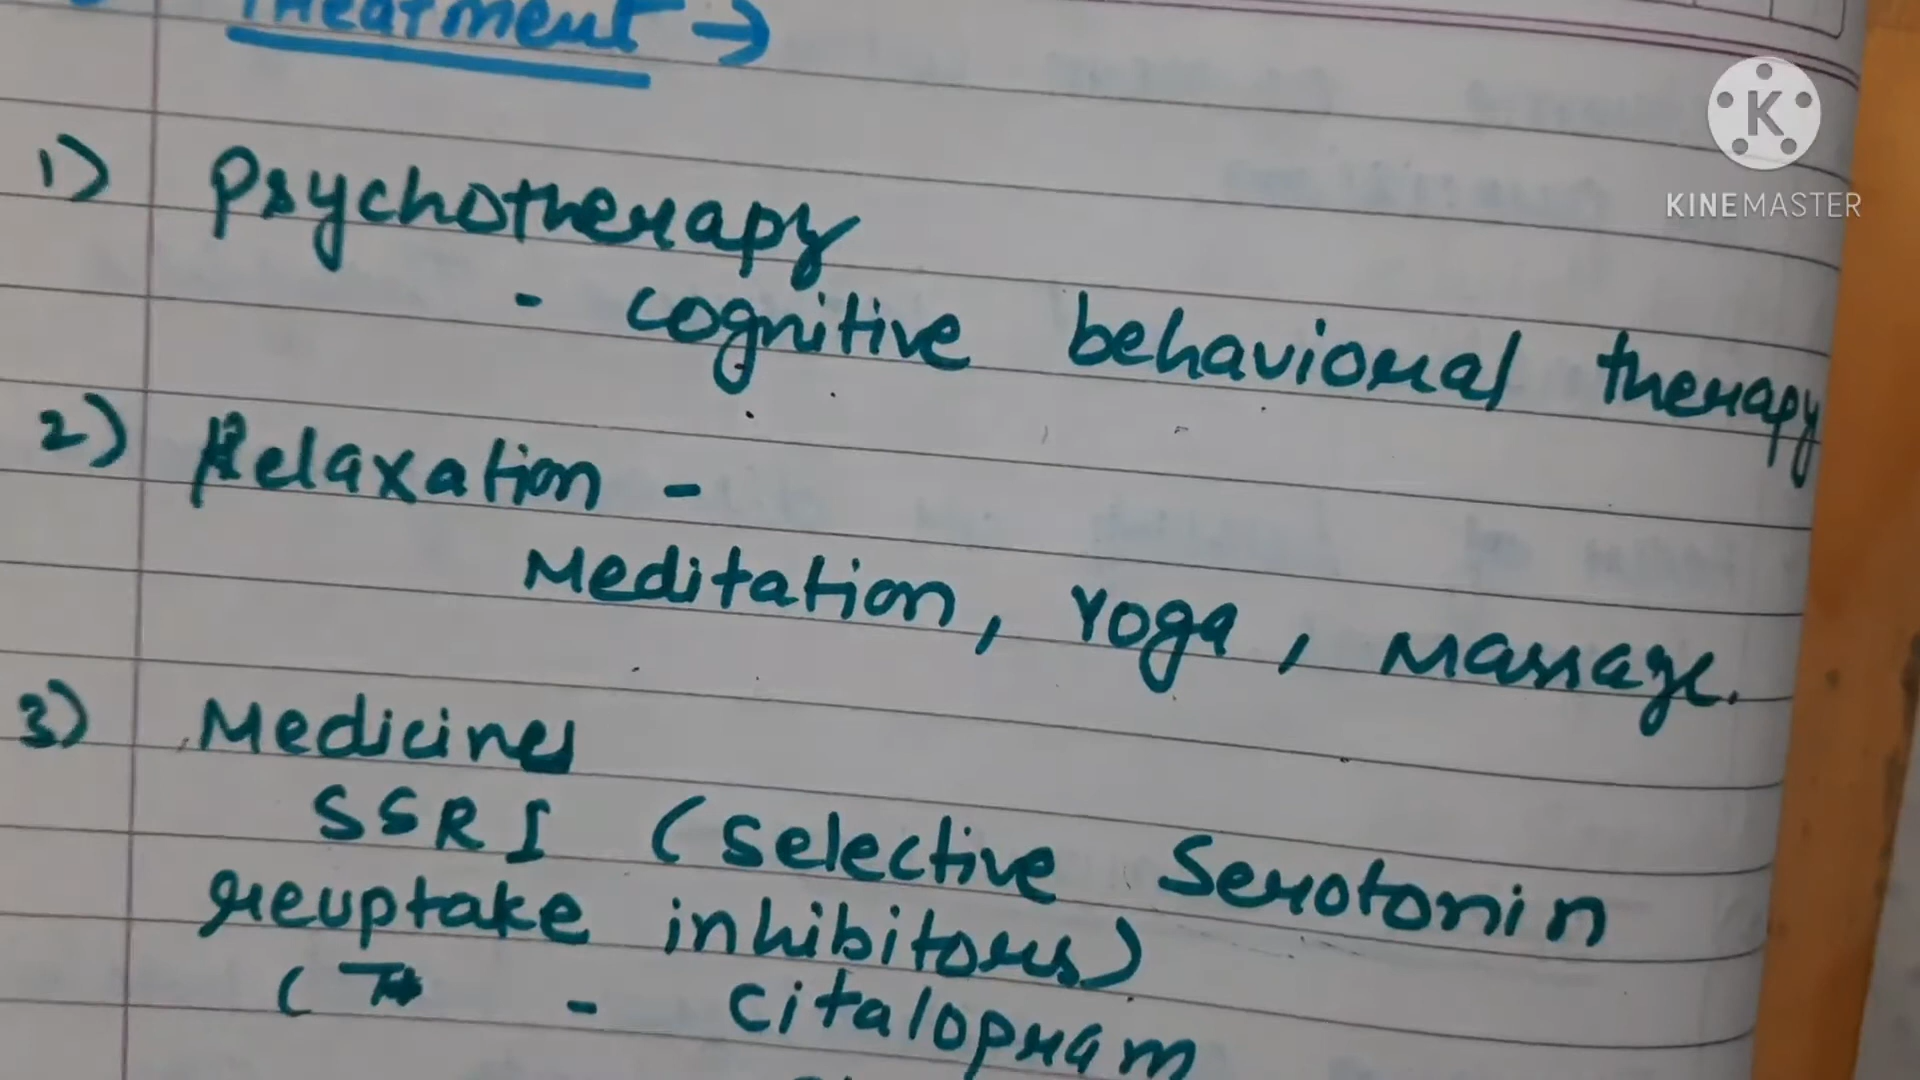 Treatment →
K
KINEMASTER
1) Psychotherapy
- cognitive behavioral therapy
2) Relaxation -
Meditation, Yoga, Massage.
3) Medicines
SSRI (Selective Serotonin
reuptake inhibitors)
( - Citalopram